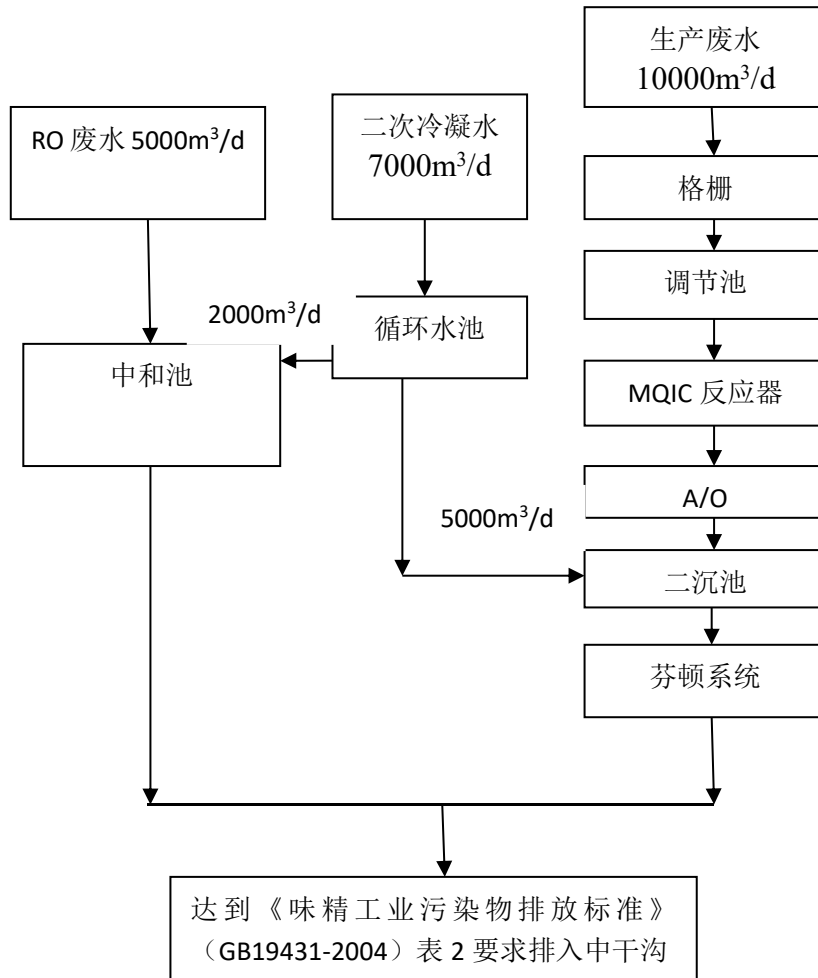 生产废水
10000m³/d
RO 废水 5000m³/d
二次冷凝水
7000m³/d
格栅
调节池
2000m³/d
循环水池
中和池
MQIC 反应器
A/O
5000m³/d
二沉池
芬顿系统
达到《味精工业污染物排放标准》
（GB19431-2004）表 2 要求排入中干沟